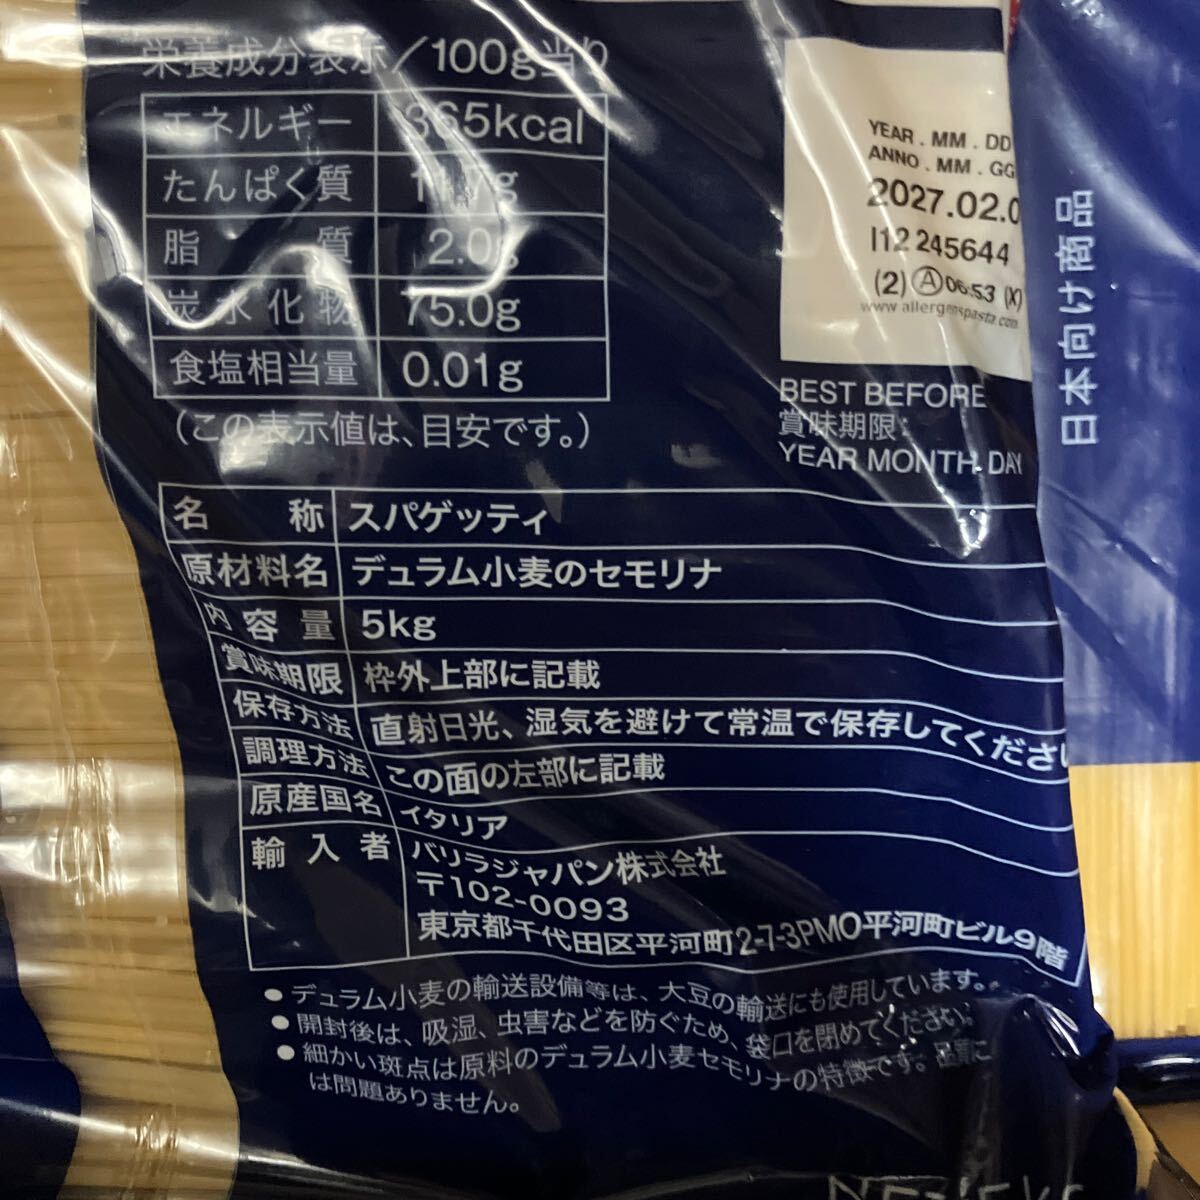 栄養成分表示/100g当り
エネルギー 365kcal
たんぱく質
脂質 2.0g
炭水化物 75.0g
食塩相当量 0.01g
(この表示値は、目安です。)
YEAR . MM . DD
ANNO . MM . GG
2027.02.0
I12 245644
(2) Ⓐ 06:53 (X)
www.allergenspasta.com
BEST BEFORE
賞味期限:
YEAR MONTH DAY
日本向け商品
名称 スパゲッティ
原材料名 デュラム小麦のセモリナ
内容量 5kg
賞味期限 枠外上部に記載
保存方法 直射日光、湿気を避けて常温で保存してください
調理方法 この面の左部に記載
原産国名 イタリア
輸入者 バリラジャパン株式会社
〒102-0093
東京都千代田区平河町2-7-3PMO平河町ビル9階
● デュラム小麦の輸送設備等は、大豆の輸送にも使用しています。
● 開封後は、吸湿、虫害などを防ぐため、袋口を閉めてください。
● 細かい斑点は原料のデュラム小麦セモリナの特徴です。品質に
は問題ありません。